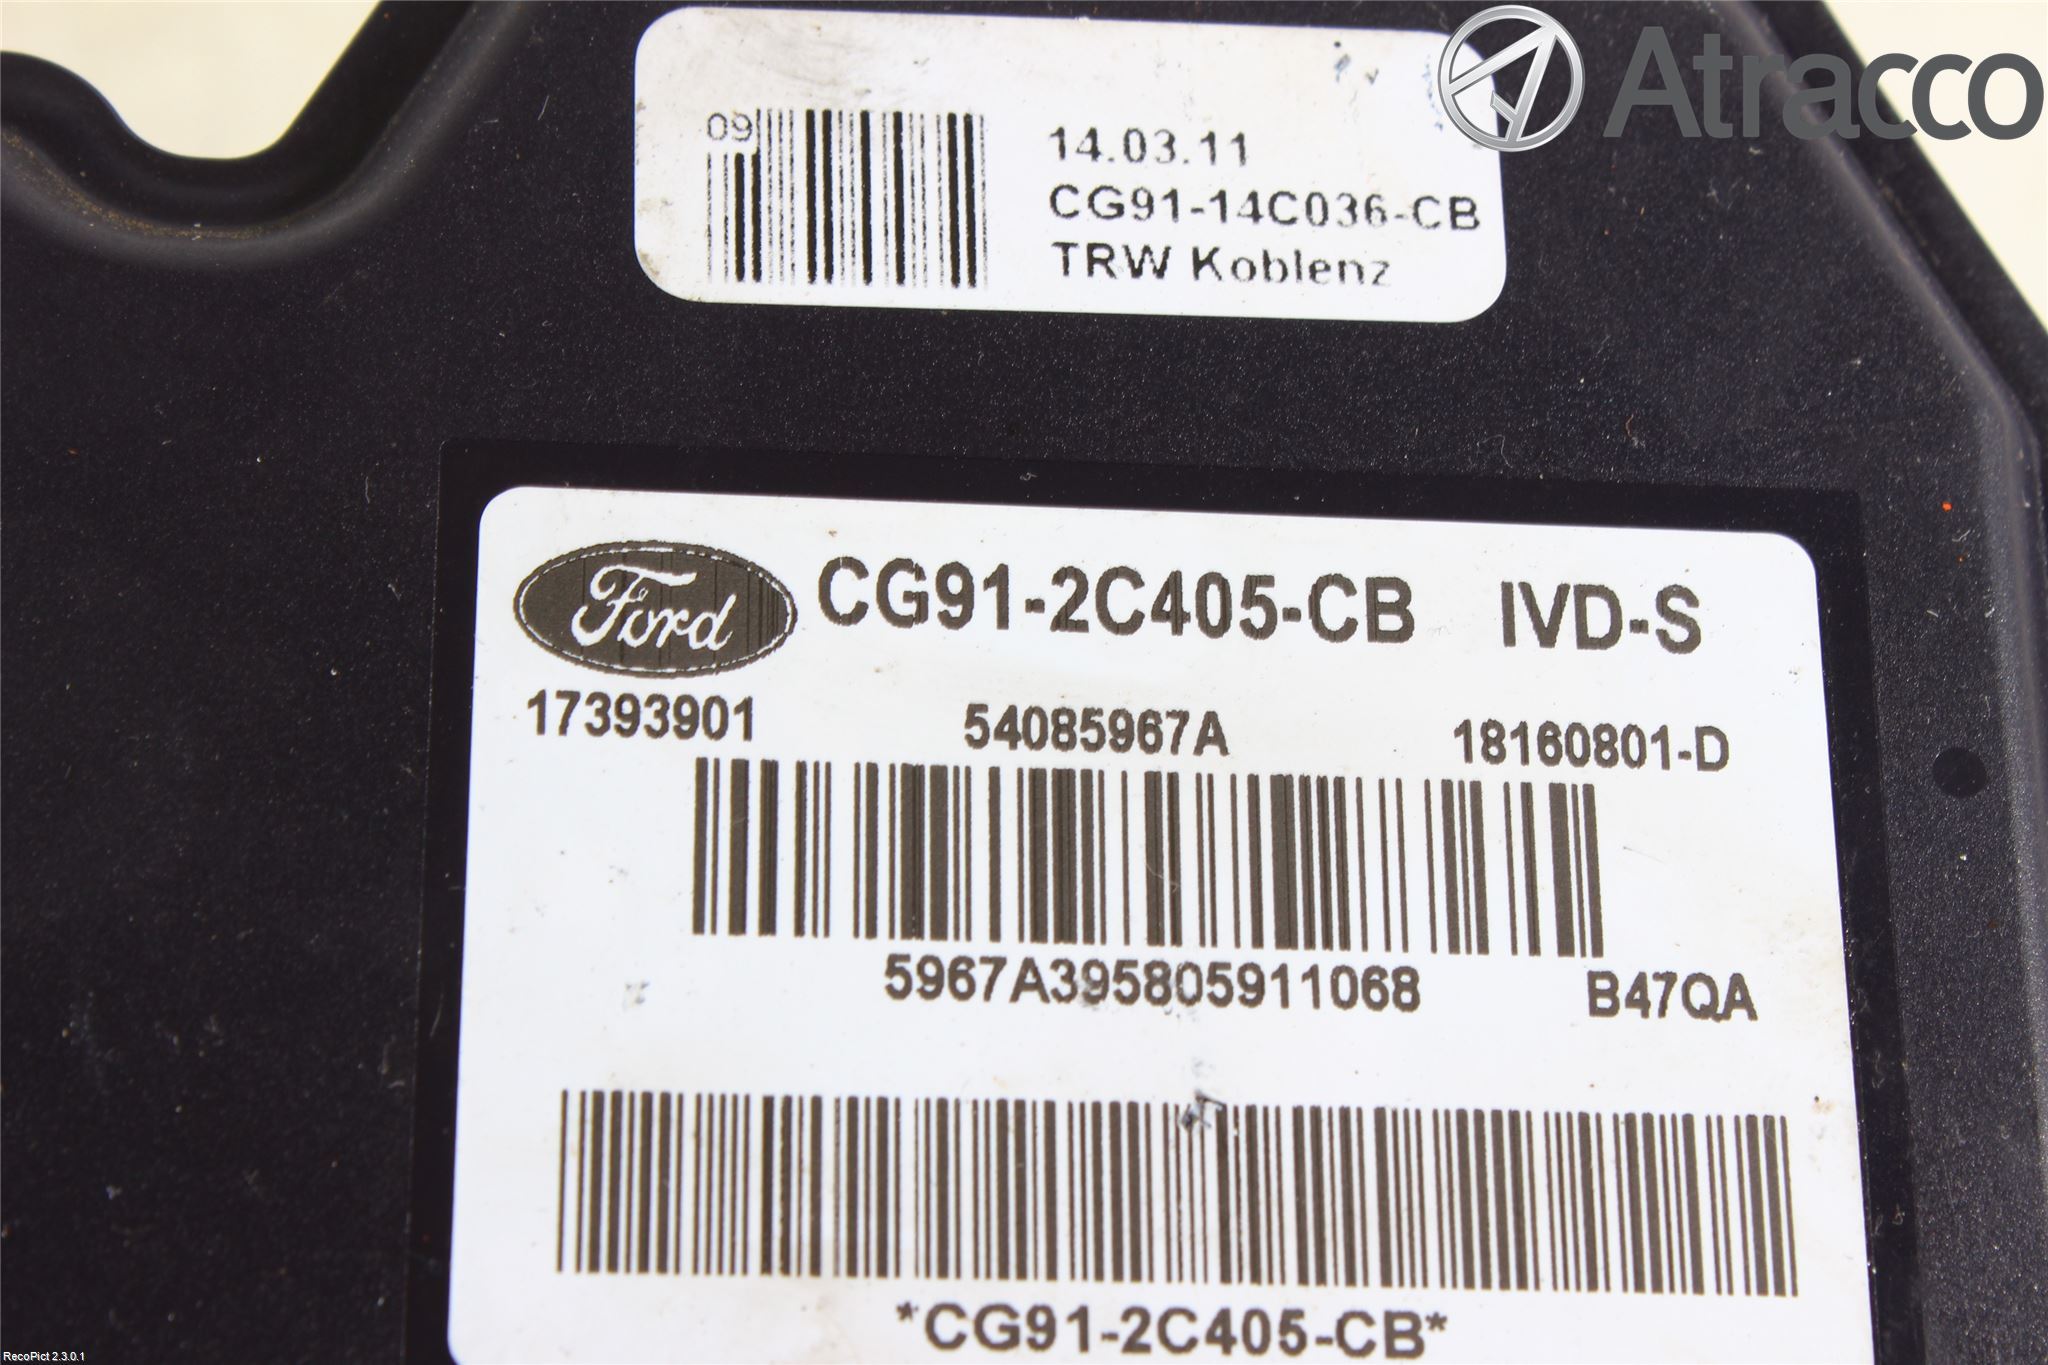 Atracco
09
14.03.11
CG91-14C036-CB
TRW Koblenz
Ford CG91-2C405-CB IVD-S
17393901 54085967A 18160801-D
5967A395805911068 B47QA
*CG91-2C405-CB*
RecoPict 2.3.0.1